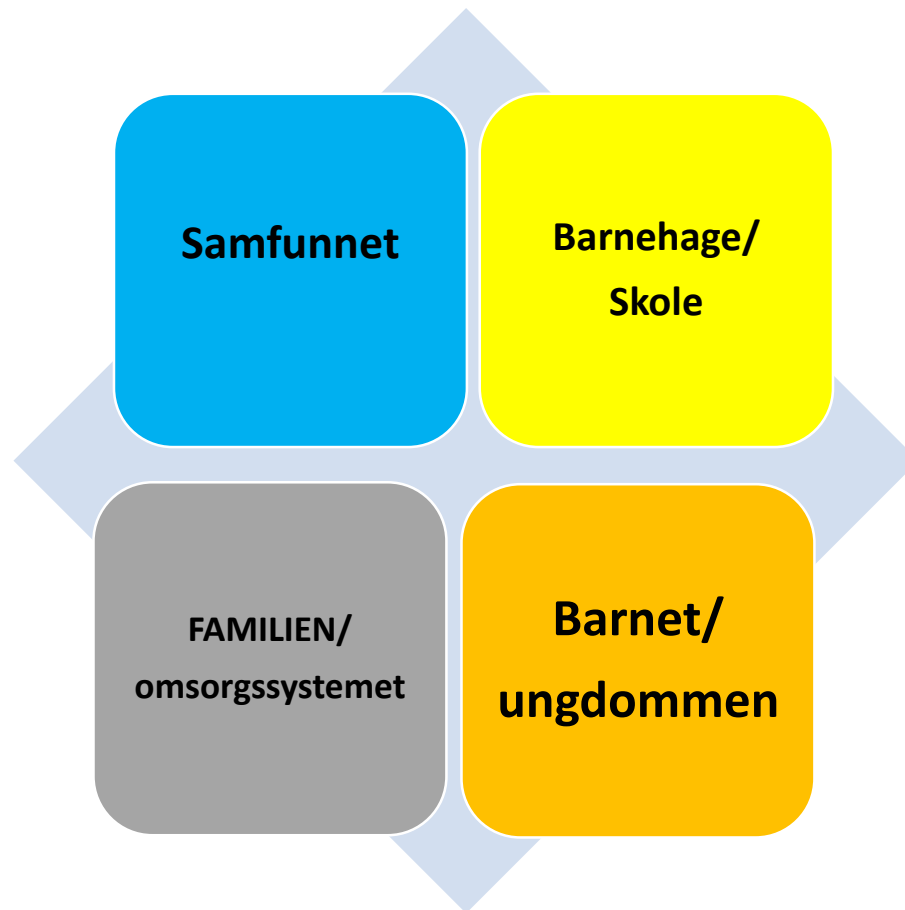 Samfunnet
Barnehage/
Skole
FAMILIEN/
omsorgssystemet
Barnet/
ungdommen